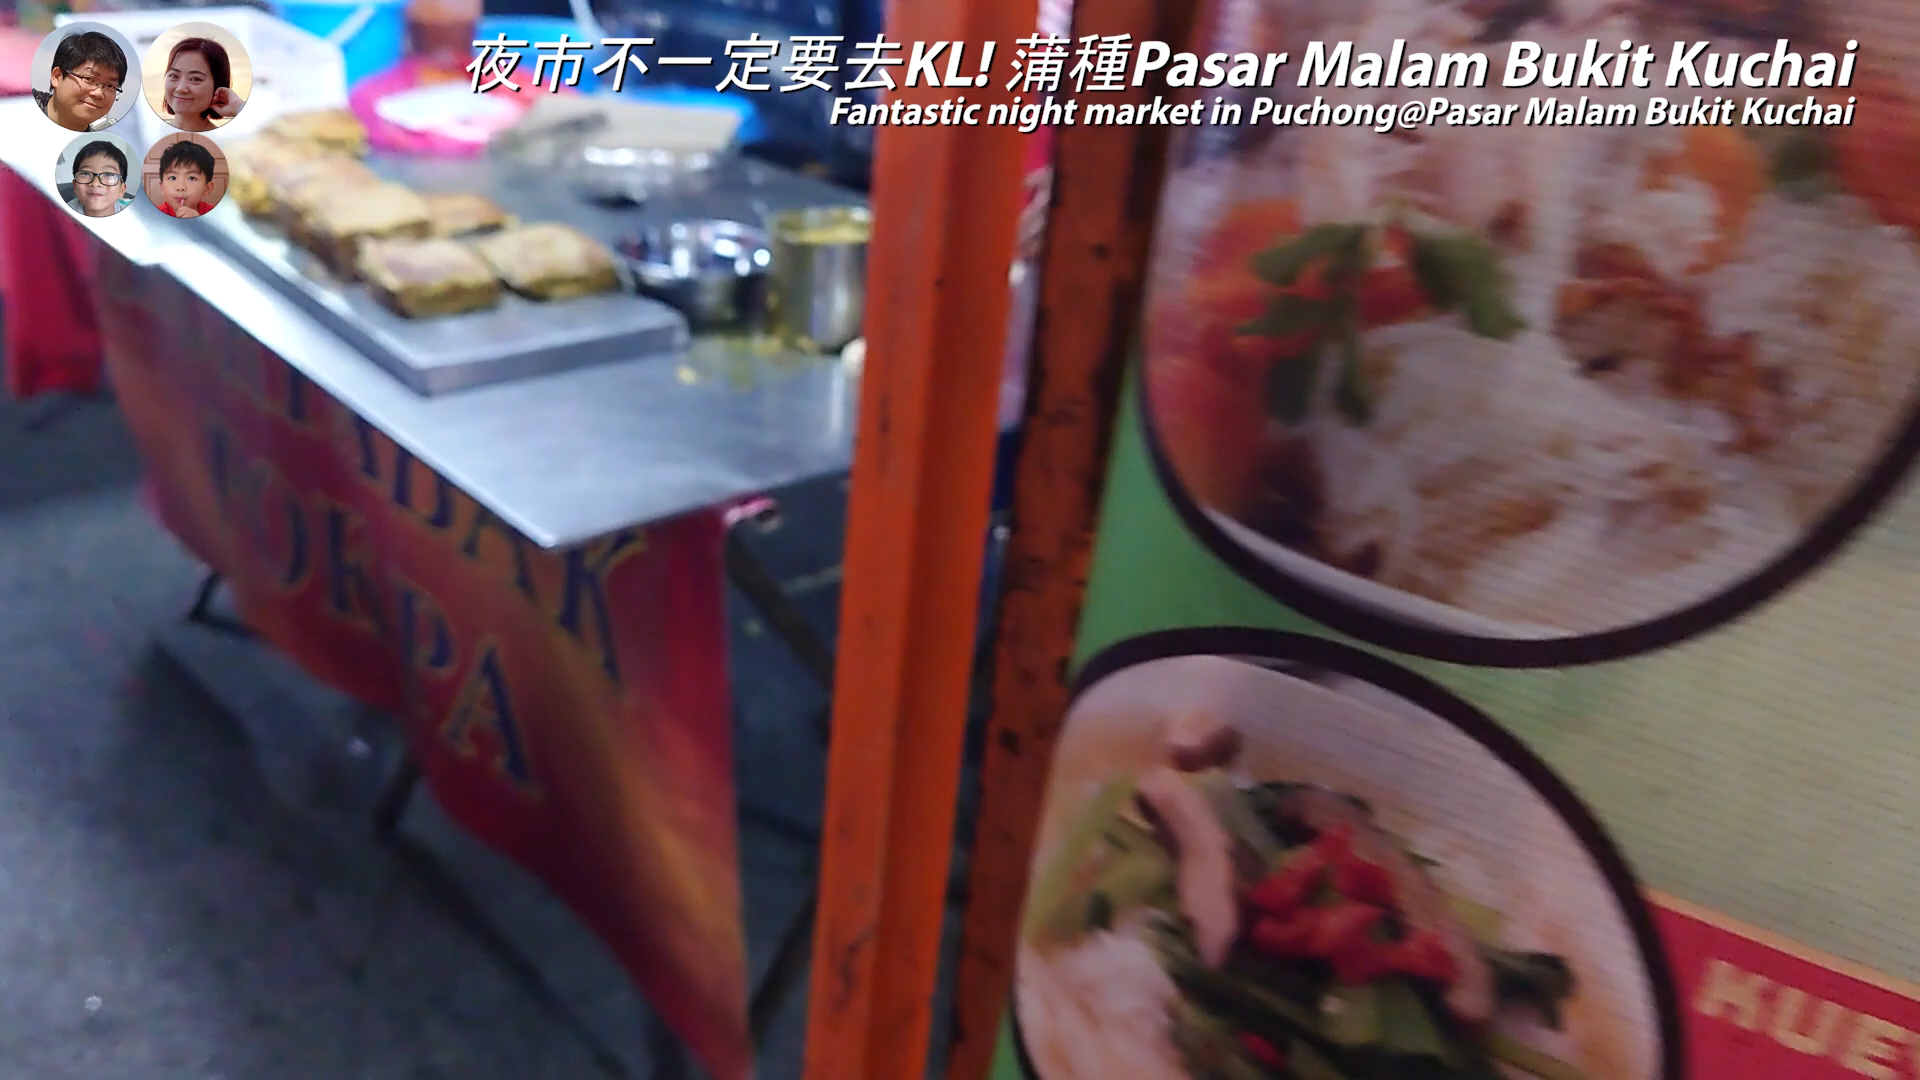 夜市不一定要去KL! 蒲種Pasar Malam Bukit Kuchai
Fantastic night market in Puchong@Pasar Malam Bukit Kuchai
KUE